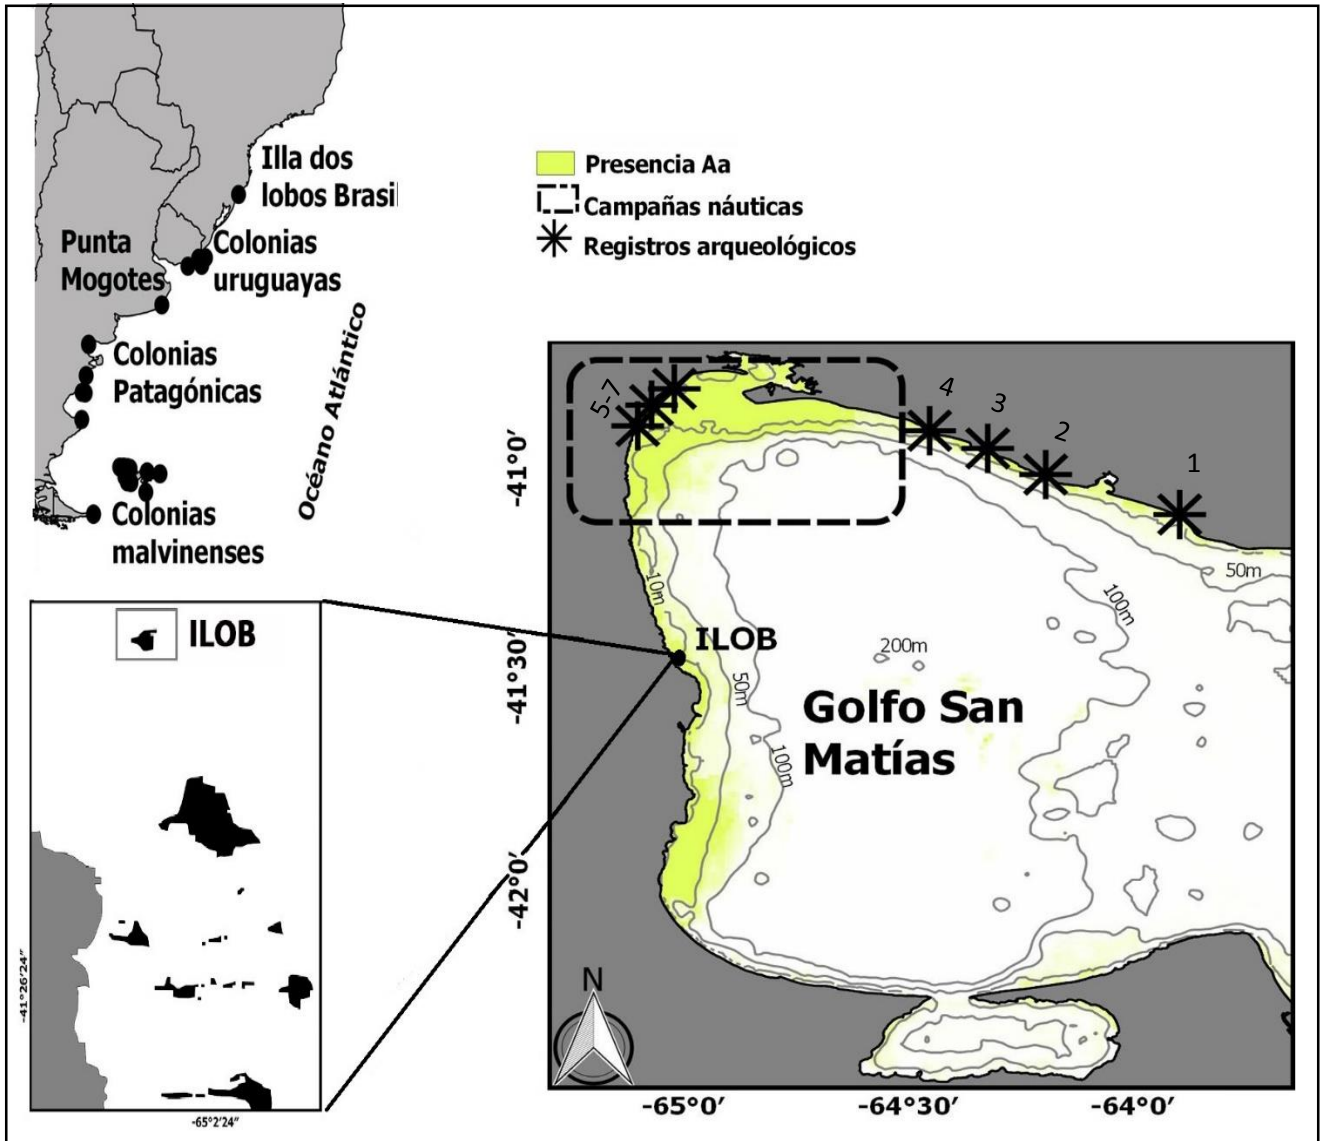 Illa dos
lobos Brasil
Punta
Mogotes
Colonias
uruguayas
Océano Atlántico
Colonias
Patagónicas
Colonias
malvinenses
Presencia Aa
Campañas náuticas
Registros arqueológicos
ILOB
-41°26'24"
-65°2'24"
5-7
4
3
2
1
-41°0'
-41°30'
-42°0'
10m
50m
100m
ILOB
50m
100m
200m
Golfo San
Matías
N
-65°0'
-64°30'
-64°0'